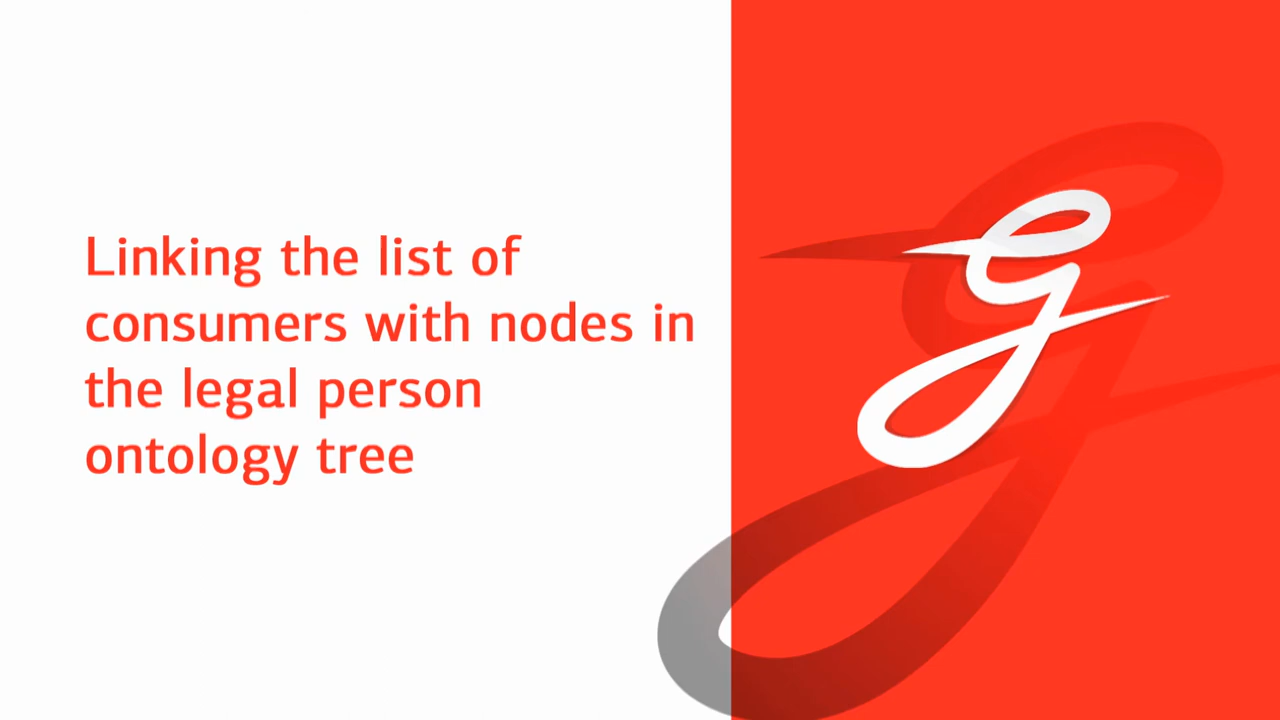 Linking the list of
consumers with nodes in
the legal person
ontology tree